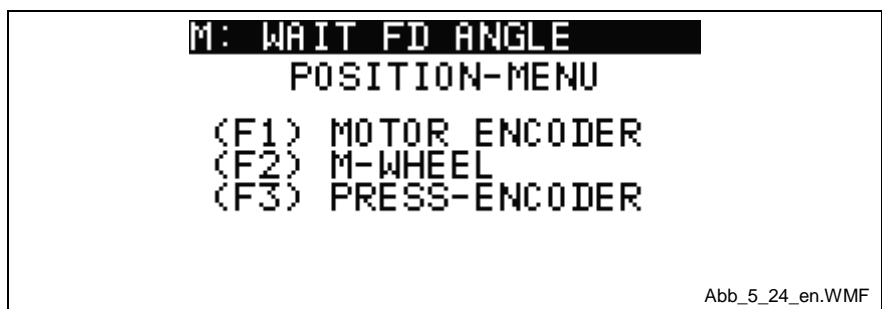 M: WAIT FD ANGLE
POSITION-MENU
(F1) MOTOR ENCODER
(F2) M-WHEEL
(F3) PRESS-ENCODER
Abb_5_24_en.WMF